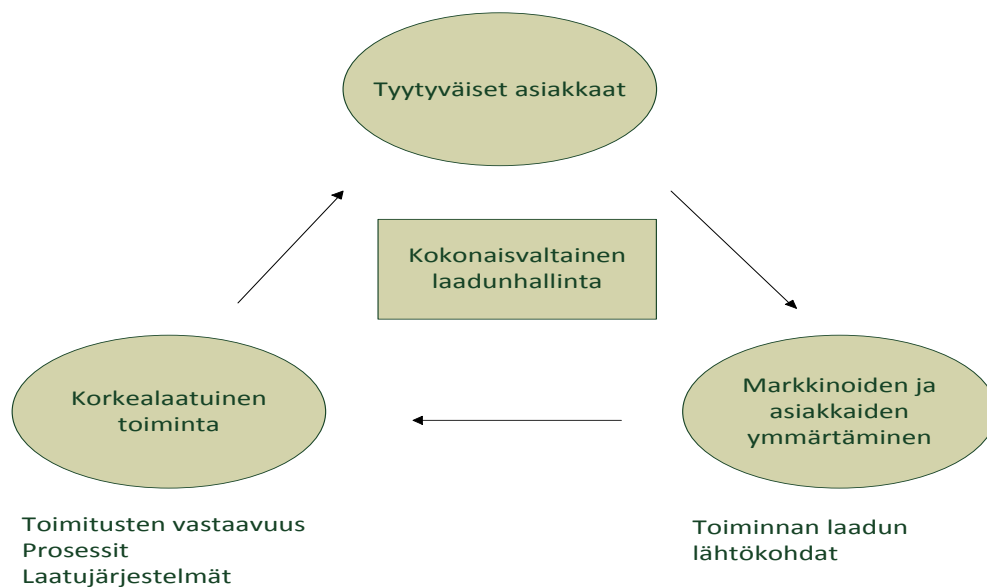 Tyytyväiset asiakkaat
Kokonaisvaltainen
laadunhallinta
Korkealaatuinen
toiminta
Markkinoiden ja
asiakkaiden
ymmärtäminen
Toimitusten vastaavuus
Prosessit
Laatujärjestelmät
Toiminnan laadun
lähtökohdat